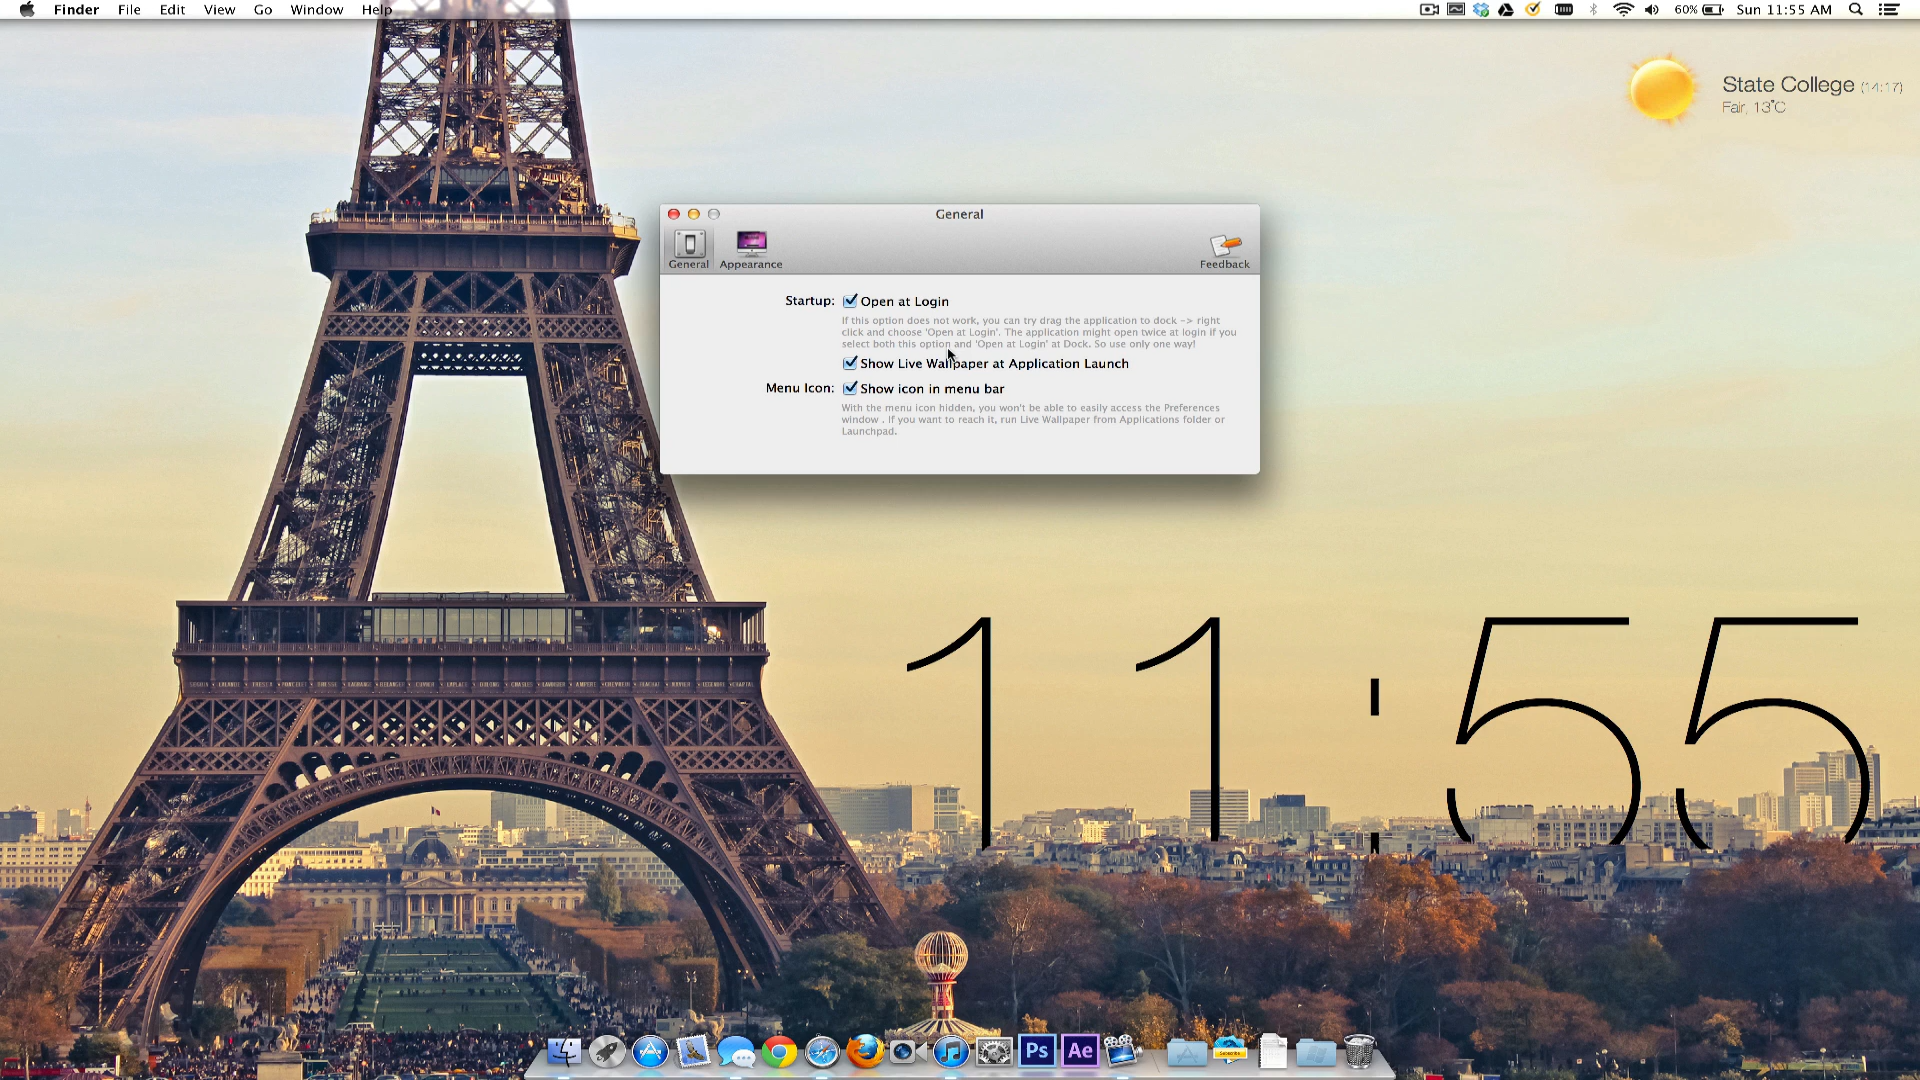 Finder File Edit View Go Window Help
60% Sun 11:55 AM
State College (14:17)
Fair, 13°C
General
General Appearance Feedback
Startup: Open at Login
If this option does not work, you can try drag the application to dock -> right
click and choose 'Open at Login'. The application might open twice at login if you
select both this option and 'Open at Login' at Dock. So use only one way!
Show Live Wallpaper at Application Launch
Menu Icon: Show icon in menu bar
With the menu icon hidden, you won't be able to easily access the Preferences
window . If you want to reach it, run Live Wallpaper from Applications folder or
Launchpad.
11:55
Ps Ae
Subscribe